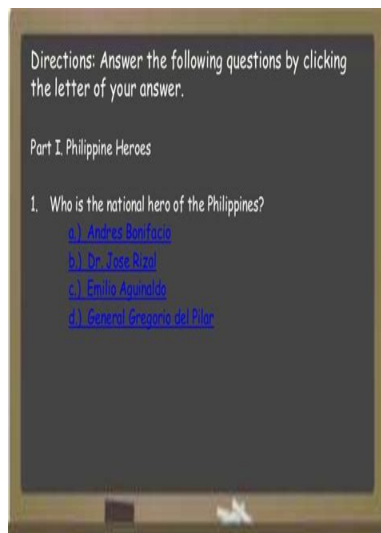 Directions: Answer the following questions by clicking
the letter of your answer.
Part I. Philippine Heroes
1. Who is the national hero of the Philippines?
a.) Andres Bonifacio
b.) Dr. Jose Rizal
c.) Emilio Aguinaldo
d.) General Gregorio del Pilar